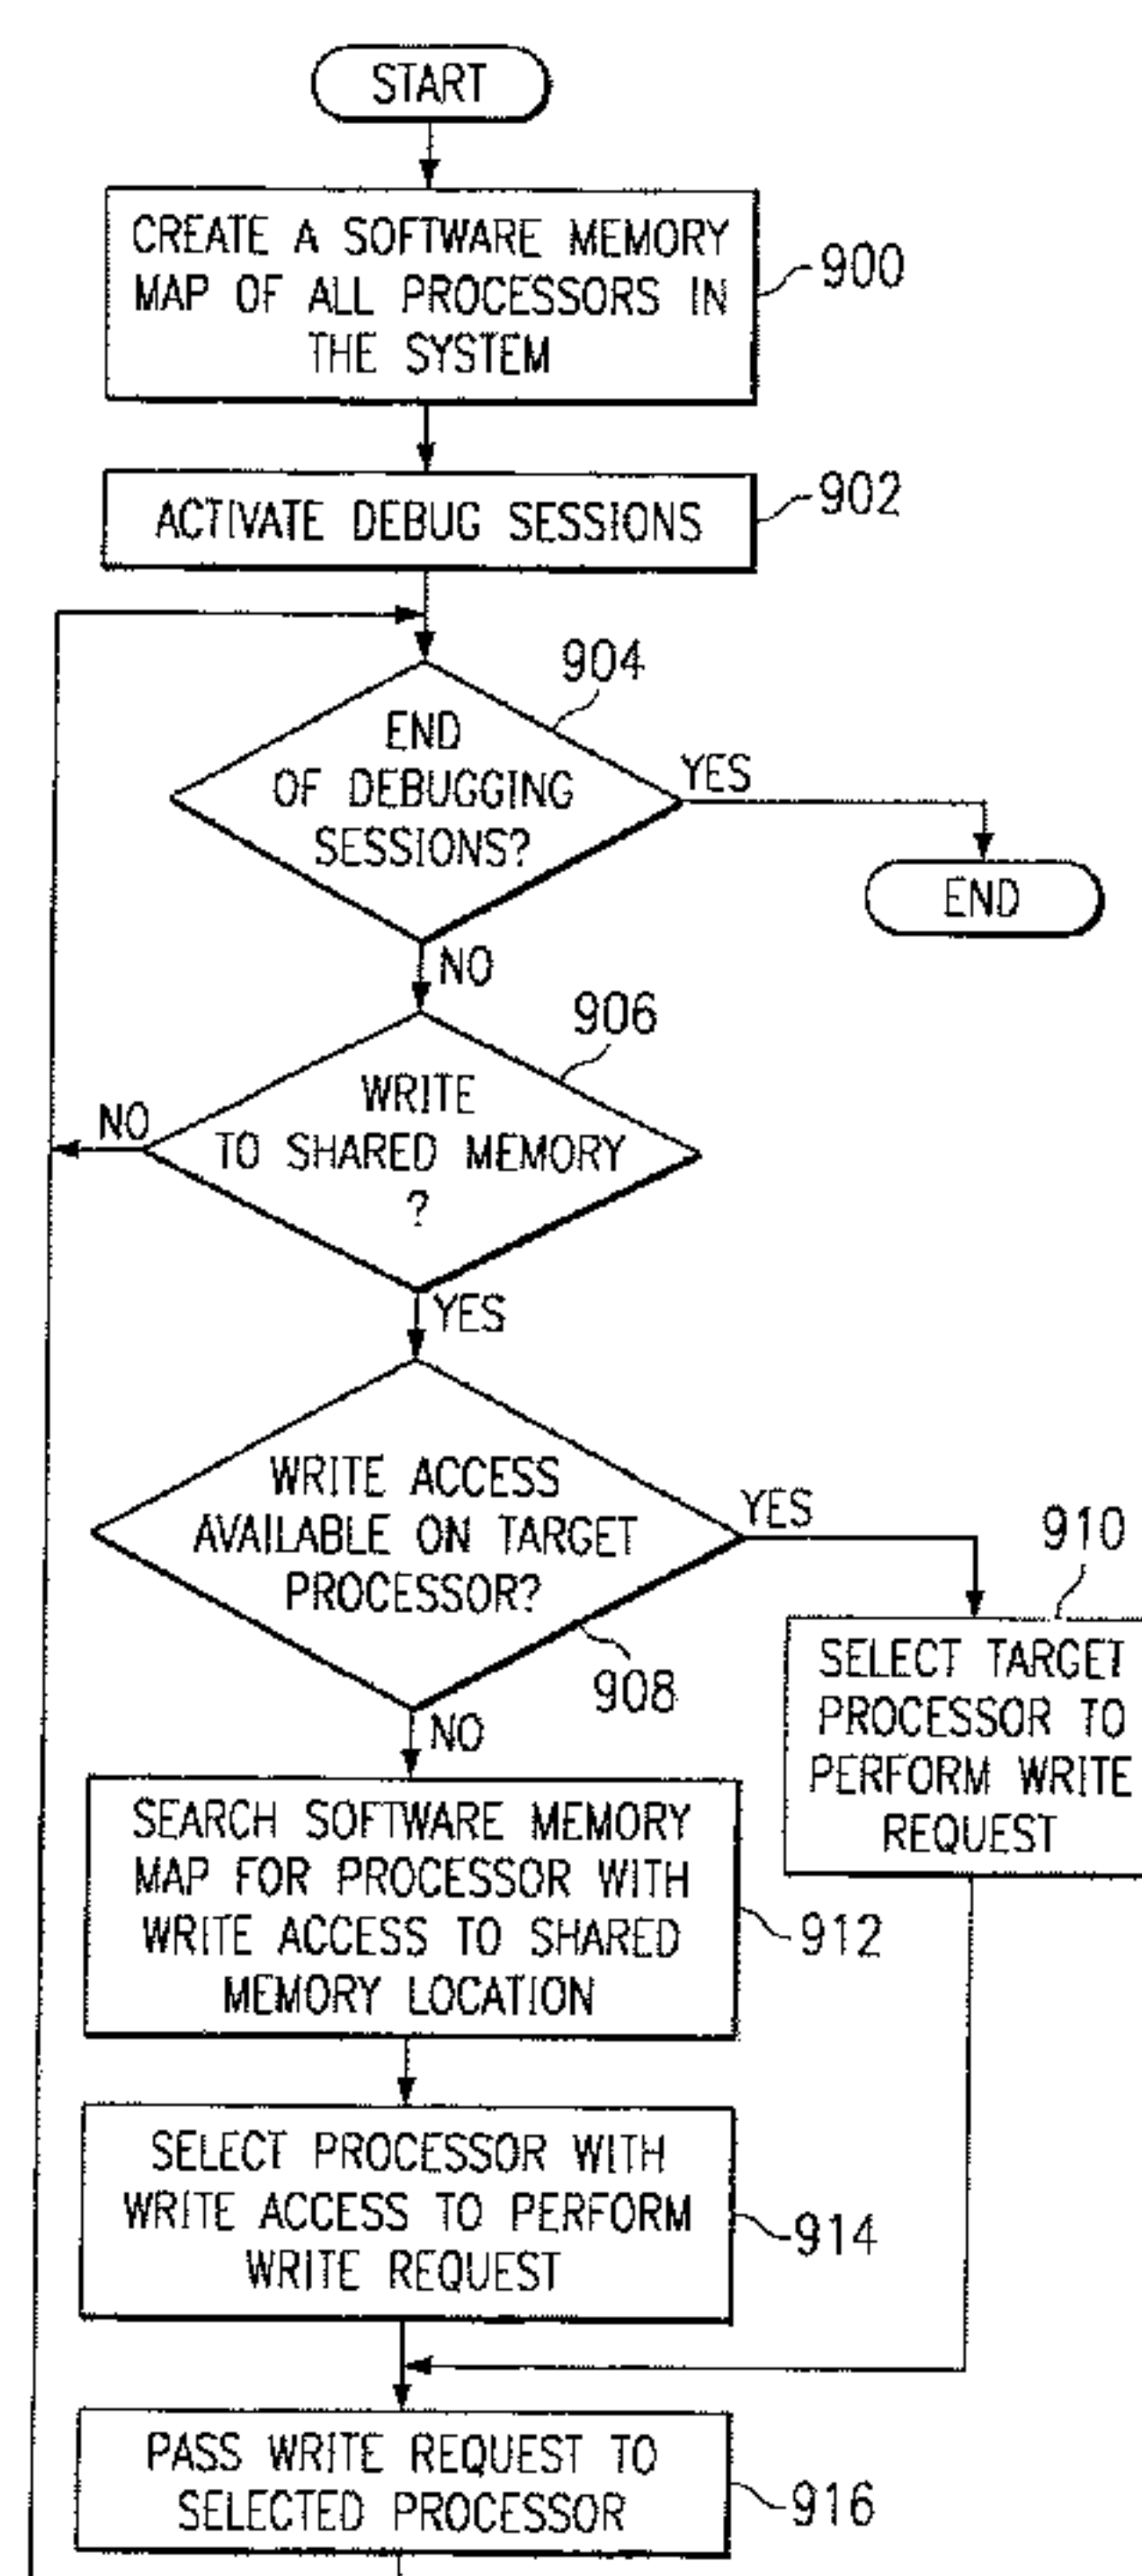 START
CREATE A SOFTWARE MEMORY
MAP OF ALL PROCESSORS IN
THE SYSTEM
900
ACTIVATE DEBUG SESSIONS
902
904
END
OF DEBUGGING
SESSIONS?
YES
END
NO
906
WRITE
TO SHARED MEMORY
?
NO
YES
WRITE ACCESS
AVAILABLE ON TARGET
PROCESSOR?
YES
908
910
SELECT TARGET
PROCESSOR TO
PERFORM WRITE
REQUEST
NO
SEARCH SOFTWARE MEMORY
MAP FOR PROCESSOR WITH
WRITE ACCESS TO SHARED
MEMORY LOCATION
912
SELECT PROCESSOR WITH
WRITE ACCESS TO PERFORM
WRITE REQUEST
914
PASS WRITE REQUEST TO
SELECTED PROCESSOR
916